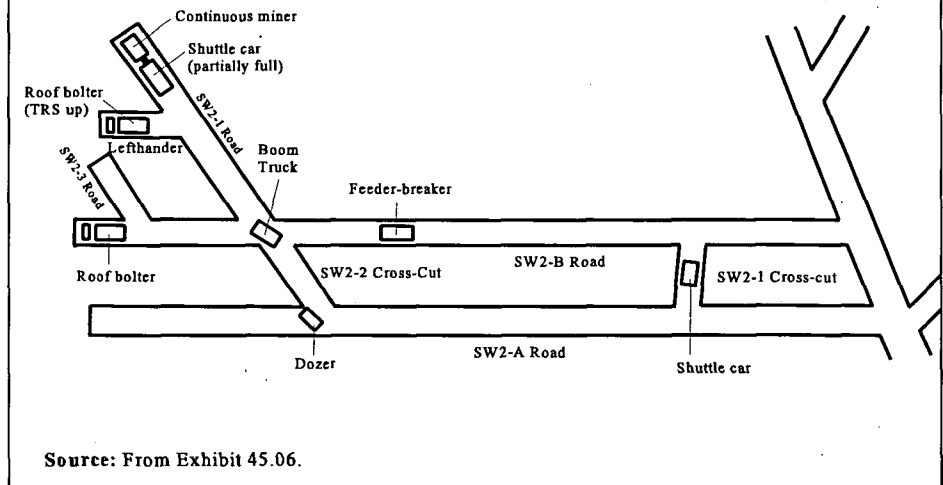 Continuous miner
Shuttle car
(partially full)
Roof bolter
(TRS up)
SW2-1 Road
Lefthander
Boom
Truck
SW2-3 Road
Feeder-breaker
Roof bolter
SW2-2 Cross-Cut
SW2-B Road
SW2-1 Cross-cut
Dozer
SW2-A Road
Shuttle car
Source: From Exhibit 45.06.